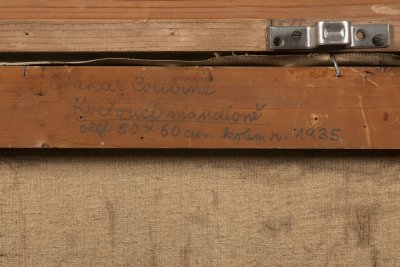 Otakar Coubine
Kvetoucí mandloně
olej 50 x 60 cm. kolem r. 1935